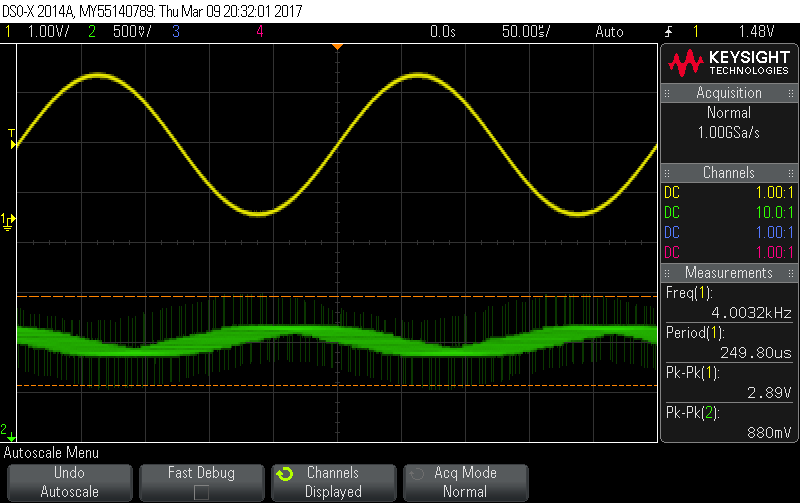 DSO-X 2014A, MY55140789: Thu Mar 09 20:32:01 2017
1 1.00V/ 2 500mV/ 3 4 0.0s 50.00us/ Auto 1 1.48V
KEYSIGHT
TECHNOLOGIES
Acquisition
Normal
1.00GSa/s
Channels
DC 1.00:1
DC 10.0:1
DC 1.00:1
DC 1.00:1
Measurements
Freq(1):
4.0032kHz
Period(1):
249.80us
Pk-Pk(1):
2.89V
Pk-Pk(2):
880mV
T
1
2
Autoscale Menu
Undo
Autoscale
Fast Debug
Channels
Displayed
Acq Mode
Normal